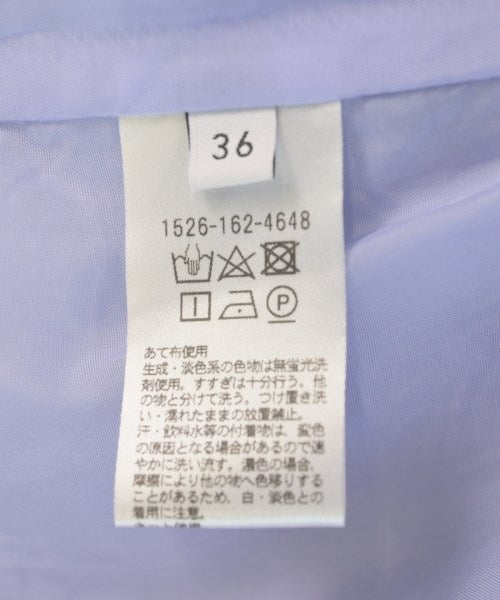 36
1526-162-4648
P
あて布使用
生成・淡色系の色物は無蛍光洗
剤使用。すすぎは十分行う。他
の物と分けて洗う。つけ置き洗
い・濡れたままの放置禁止。
汗・飲料水等の付着物は、変色
の原因となる場合があるので速
やかに洗い流す。濃色の場合、
摩擦により他の物へ色移りする
ことがあるため、白・淡色との
着用に注意。